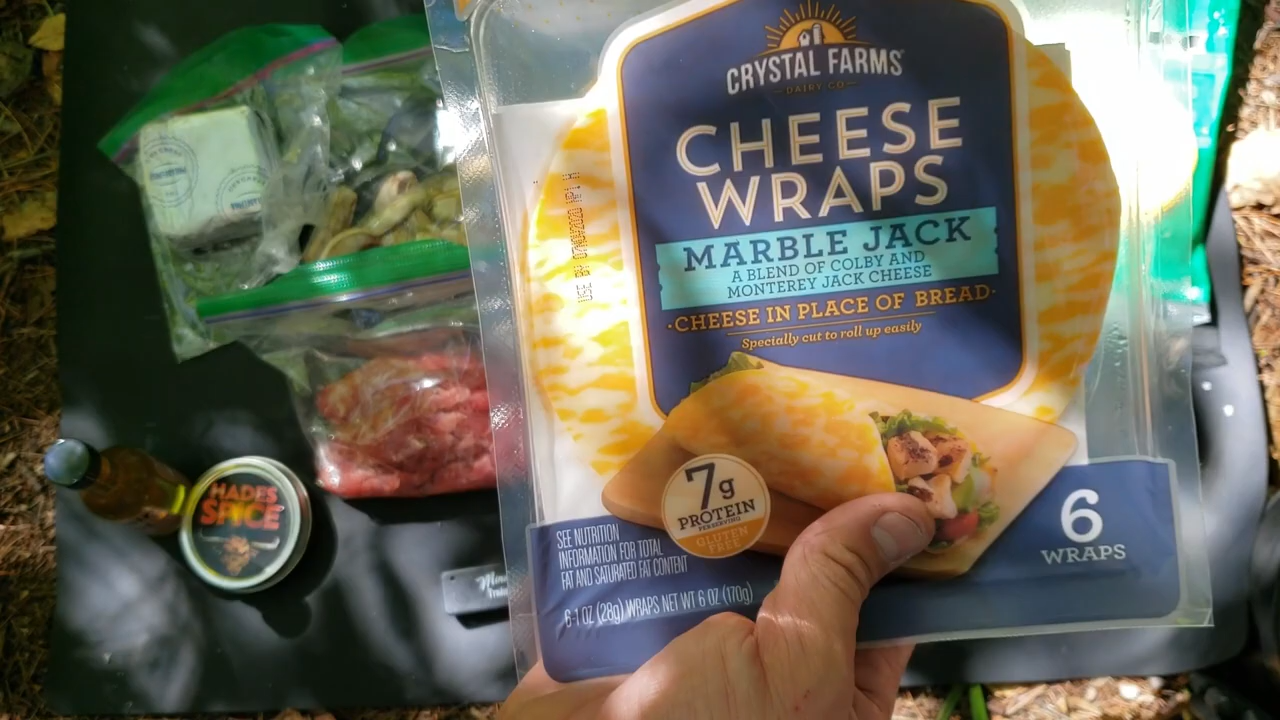 CRYSTAL FARMS
DAIRY CO
CHEESE
WRAPS
MARBLE JACK
A BLEND OF COLBY AND
MONTEREY JACK CHEESE
·CHEESE IN PLACE OF BREAD·
Specially cut to roll up easily
7g
PROTEIN
PER SERVING
GLUTEN
FREE
SEE NUTRITION
INFORMATION FOR TOTAL
FAT AND SATURATED FAT CONTENT
6-1 OZ (28g) WRAPS NET WT 6 OZ (170g)
6
WRAPS
USE BY
HADES
SPICE